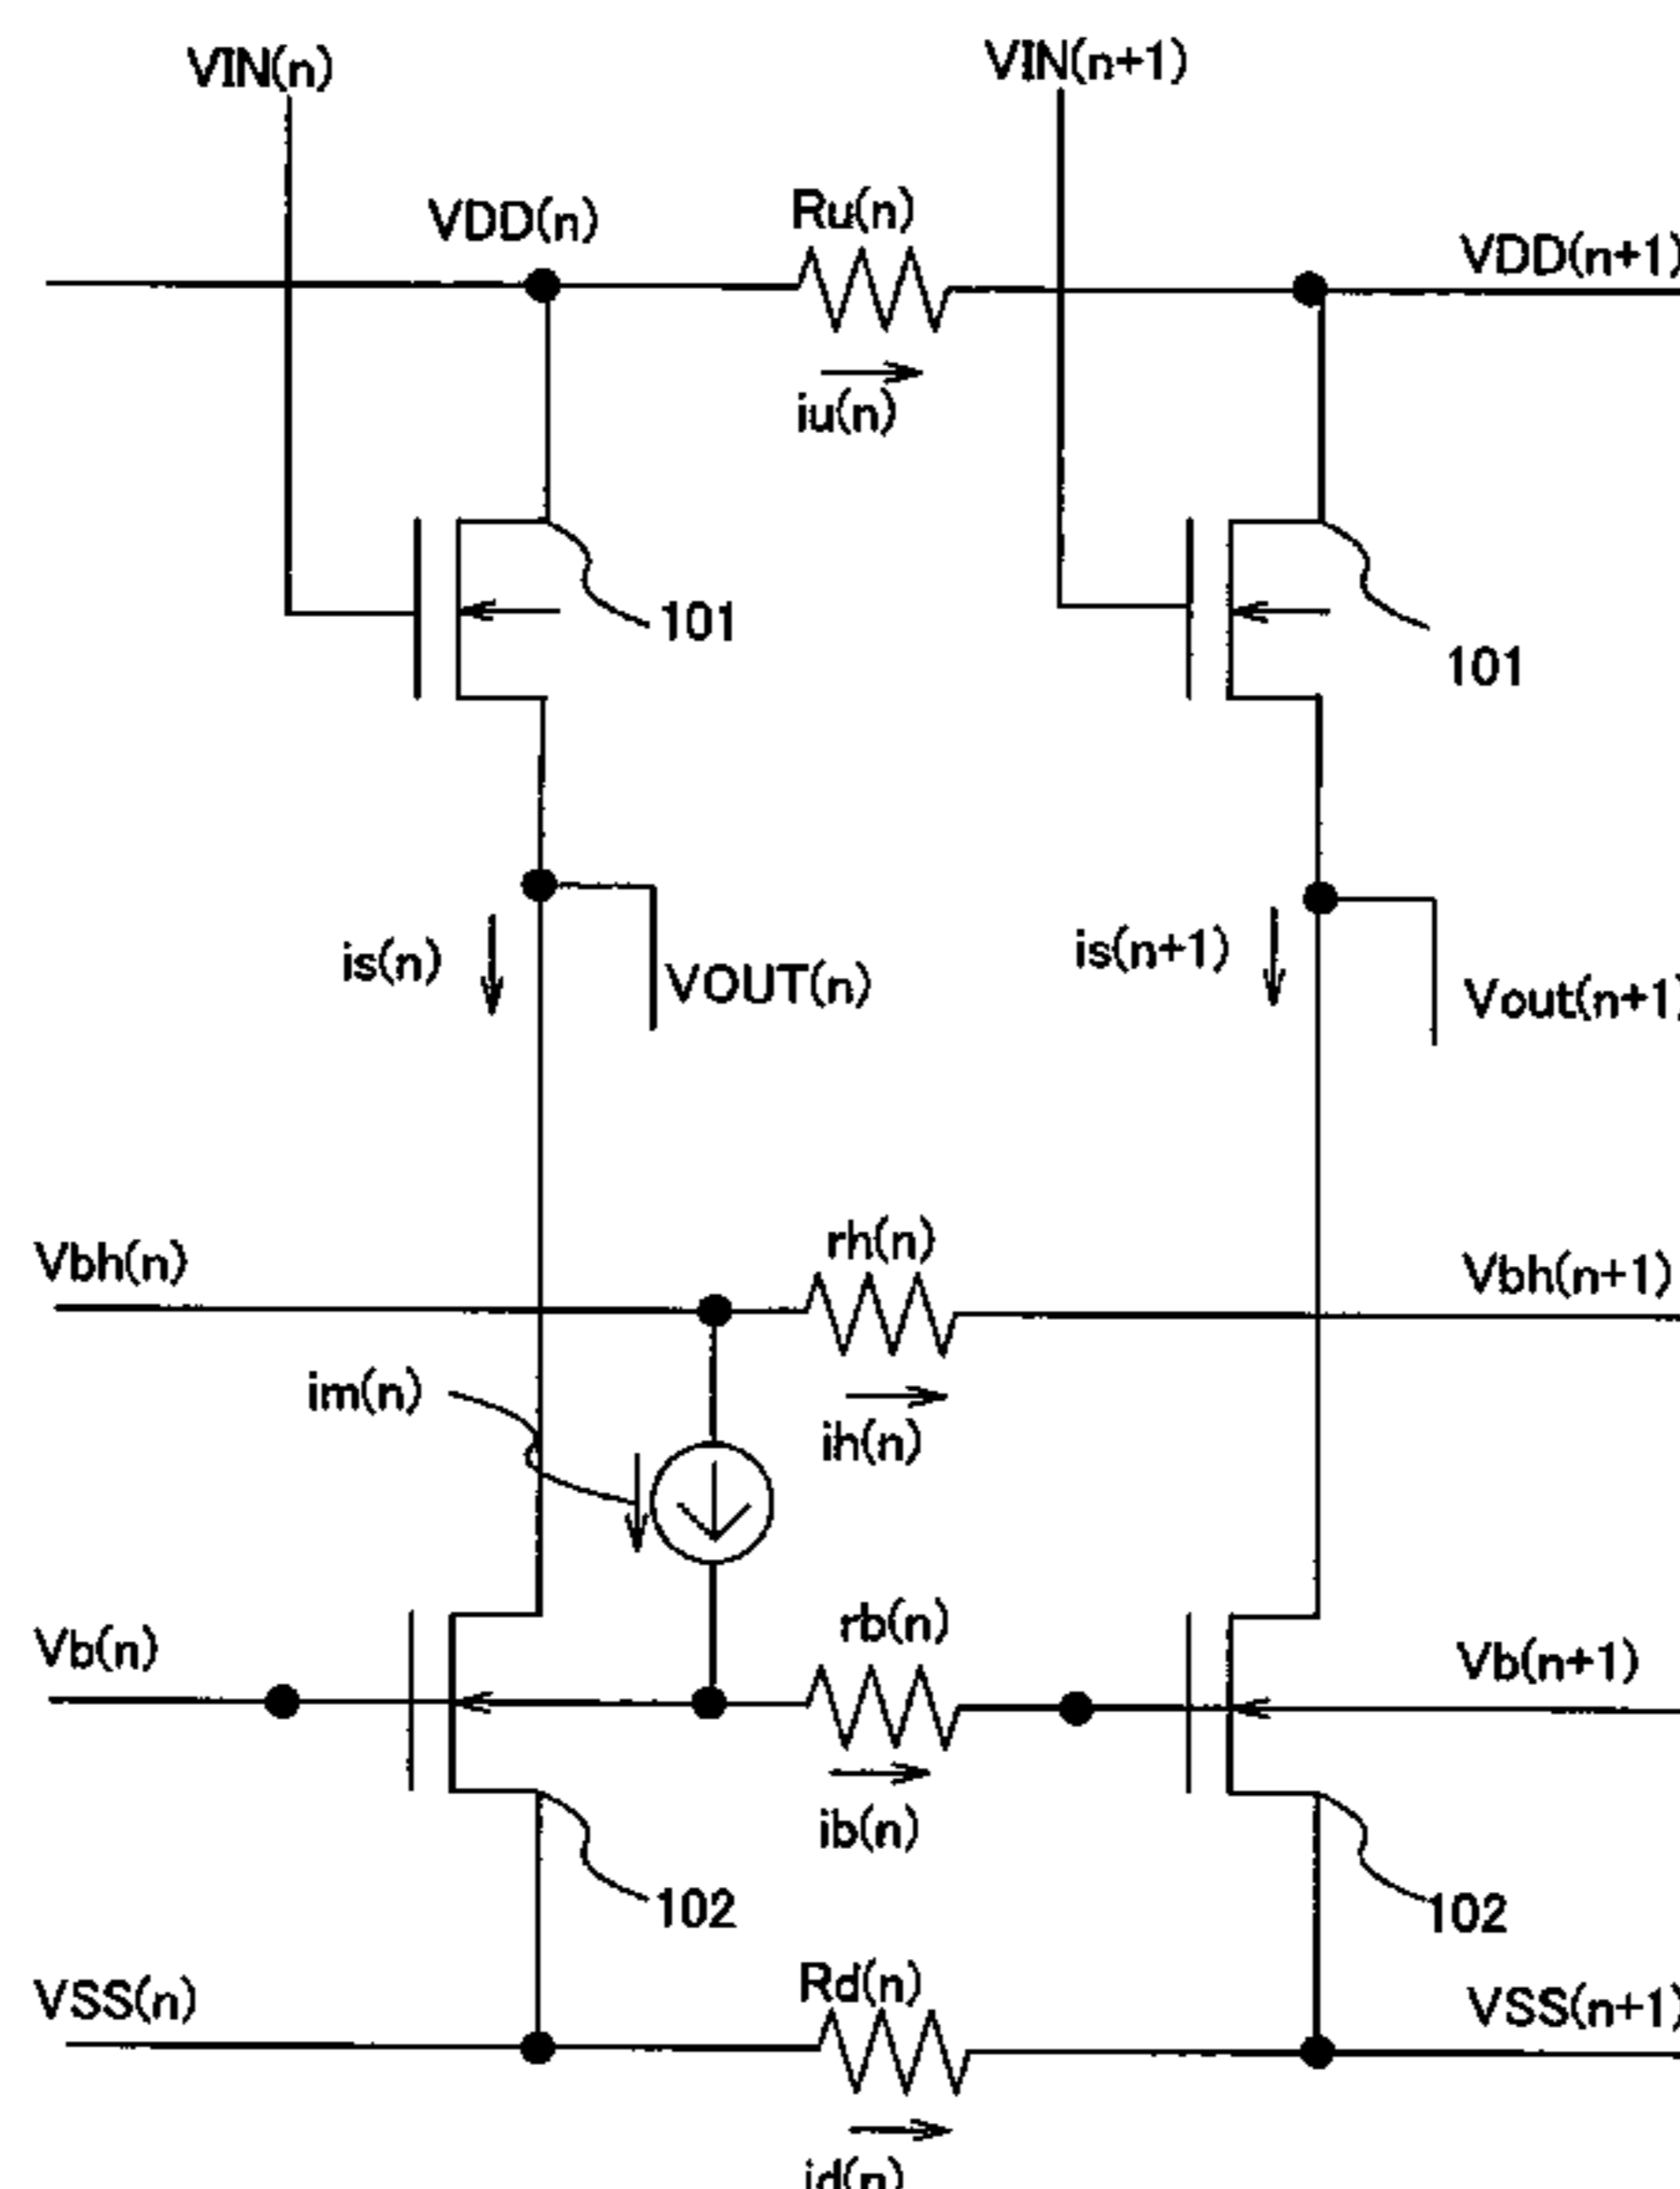 VIN(n)
VIN(n+1)
VDD(n)
Ru(n)
VDD(n+1)
iu(n)
101
101
is(n)
VOUT(n)
is(n+1)
Vout(n+1)
Vbh(n)
rh(n)
Vbh(n+1)
im(n)
ih(n)
Vb(n)
rb(n)
Vb(n+1)
ib(n)
102
102
VSS(n)
Rd(n)
VSS(n+1)
id(n)